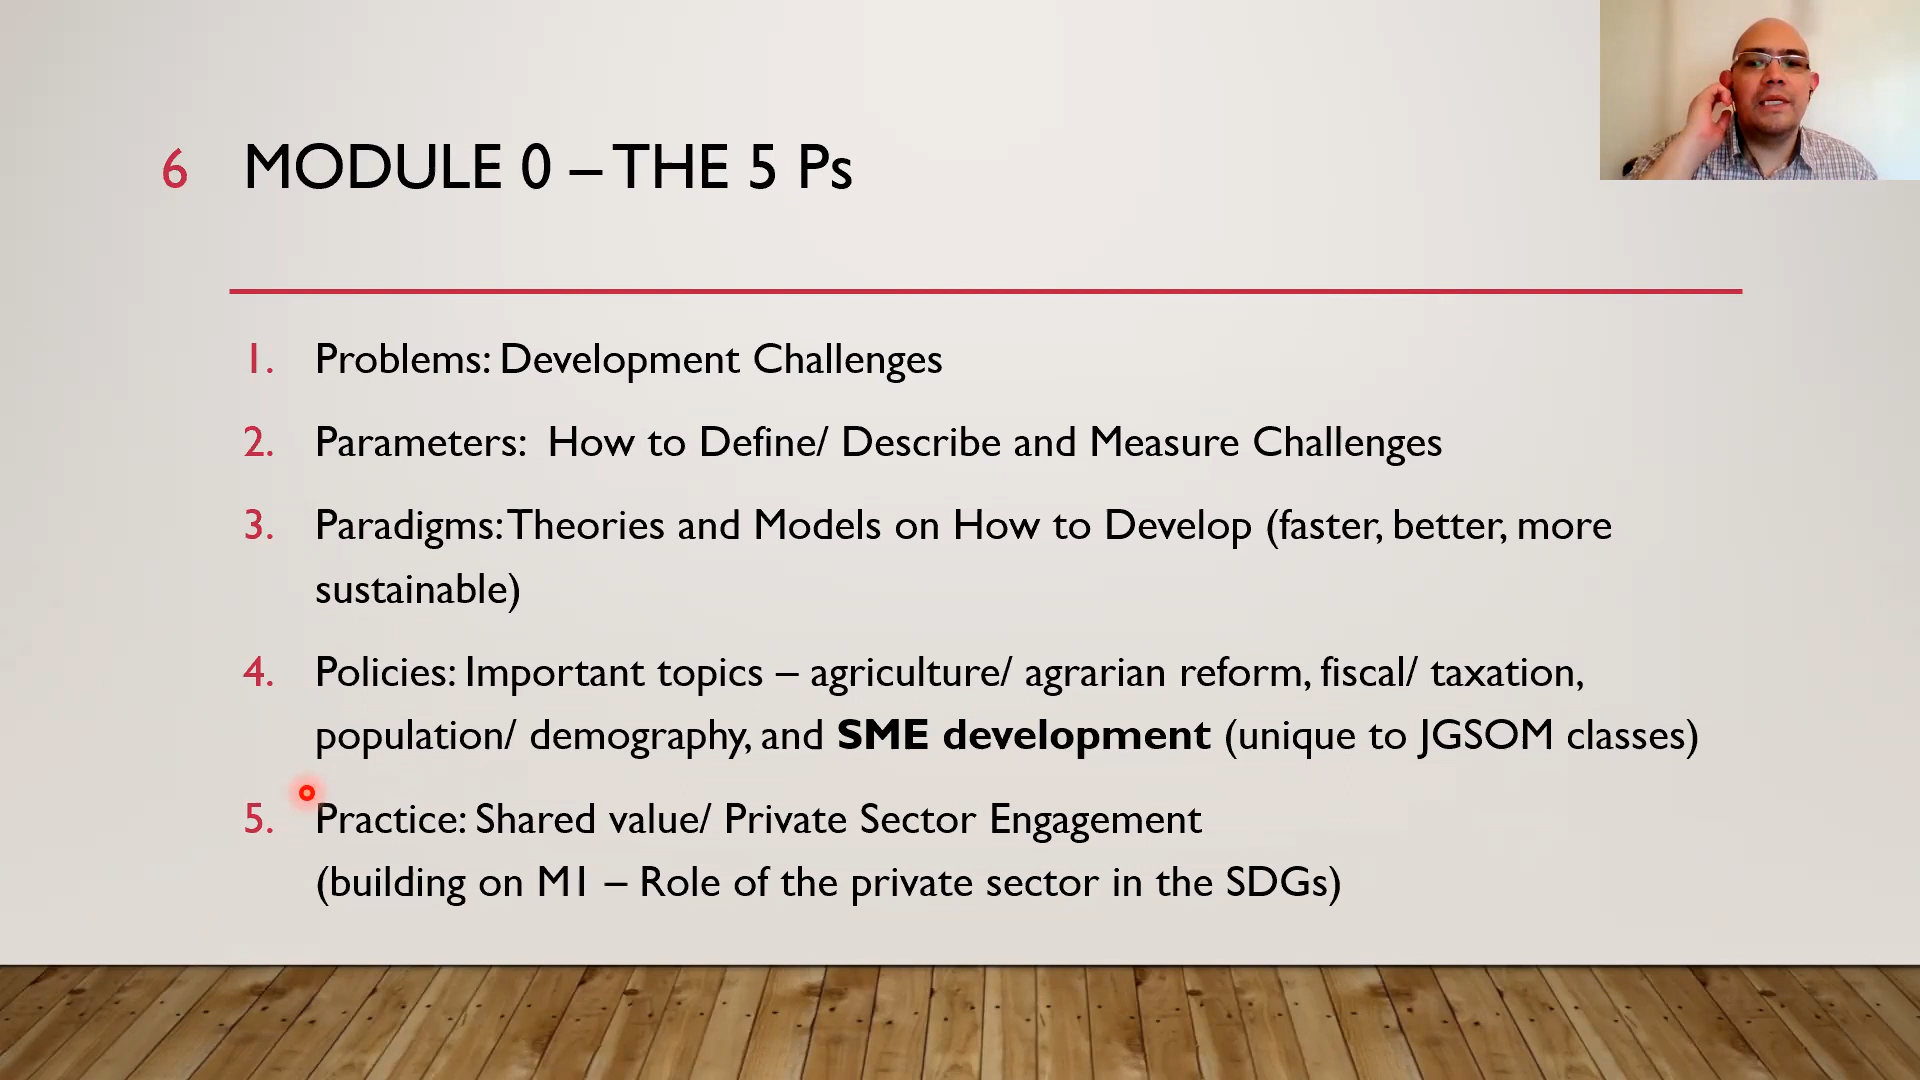 6 MODULE 0 – THE 5 Ps
1. Problems: Development Challenges
2. Parameters:  How to Define/ Describe and Measure Challenges
3. Paradigms: Theories and Models on How to Develop (faster, better, more
sustainable)
4. Policies: Important topics – agriculture/ agrarian reform, fiscal/ taxation,
population/ demography, and SME development (unique to JGSOM classes)
5. Practice: Shared value/ Private Sector Engagement
(building on M1 – Role of the private sector in the SDGs)